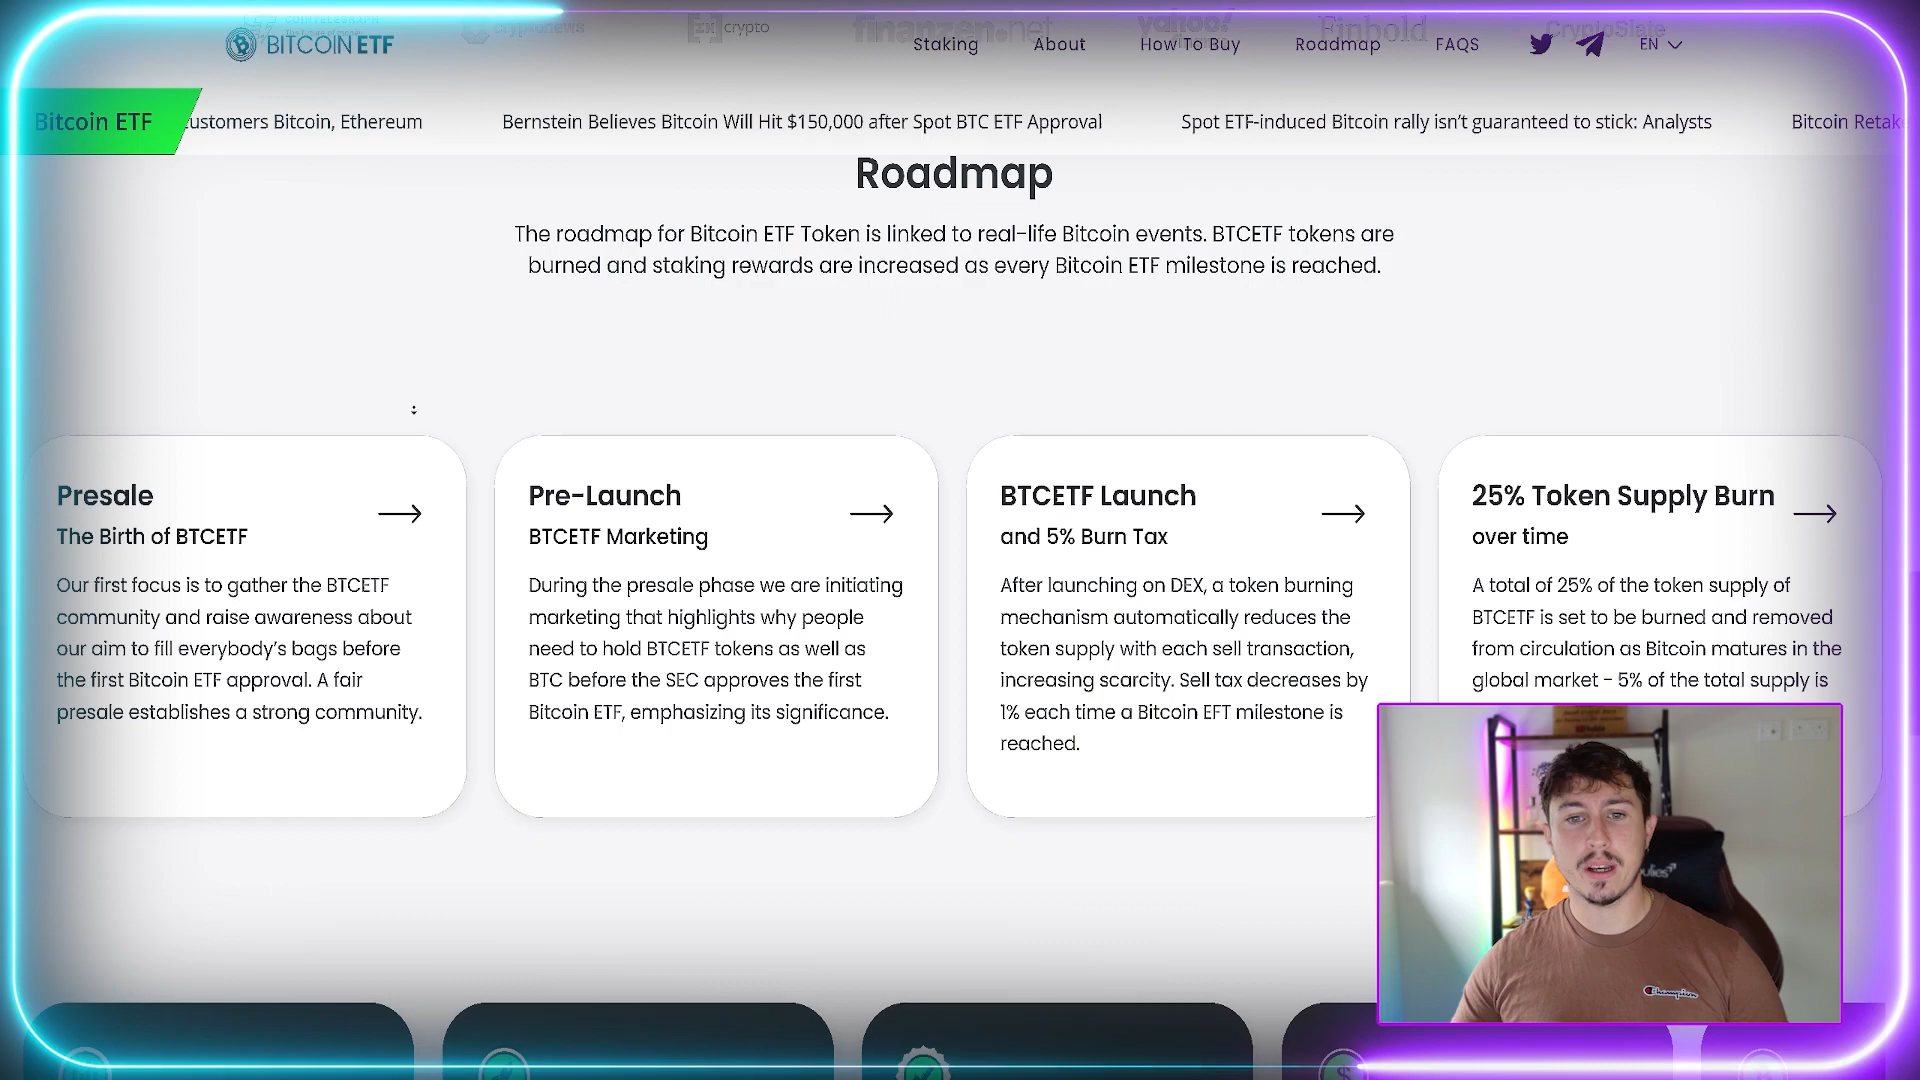 COINTELEGRAPH
cryptonews
crypto
finanzen.net
yahoo!
Finbold
CryptoSlate
BITCOIN ETF
Staking
About
How To Buy
Roadmap
FAQS
EN
Bitcoin ETF
ustomers Bitcoin, Ethereum
Bernstein Believes Bitcoin Will Hit $150,000 after Spot BTC ETF Approval
Spot ETF-induced Bitcoin rally isn’t guaranteed to stick: Analysts
Bitcoin Retak
Roadmap
The roadmap for Bitcoin ETF Token is linked to real-life Bitcoin events. BTCETF tokens are
burned and staking rewards are increased as every Bitcoin ETF milestone is reached.
Presale
The Birth of BTCETF
Our first focus is to gather the BTCETF
community and raise awareness about
our aim to fill everybody’s bags before
the first Bitcoin ETF approval. A fair
presale establishes a strong community.
Pre-Launch
BTCETF Marketing
During the presale phase we are initiating
marketing that highlights why people
need to hold BTCETF tokens as well as
BTC before the SEC approves the first
Bitcoin ETF, emphasizing its significance.
BTCETF Launch
and 5% Burn Tax
After launching on DEX, a token burning
mechanism automatically reduces the
token supply with each sell transaction,
increasing scarcity. Sell tax decreases by
1% each time a Bitcoin EFT milestone is
reached.
25% Token Supply Burn
over time
A total of 25% of the token supply of
BTCETF is set to be burned and removed
from circulation as Bitcoin matures in the
global market - 5% of the total supply is
Champion